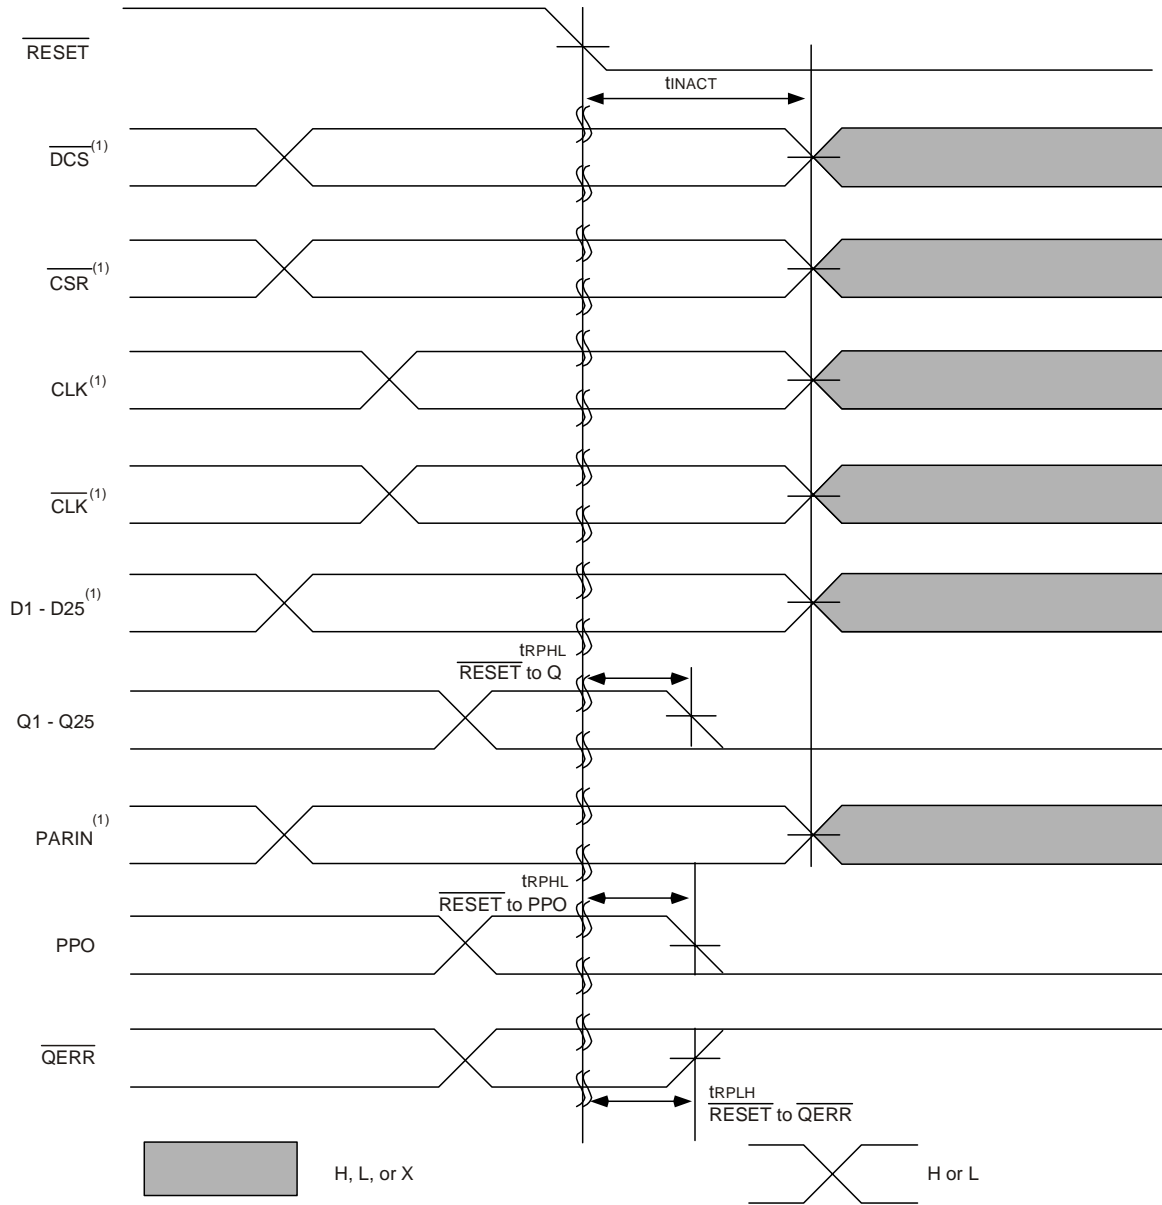 RESET
tINACT
DCS(1)
CSR(1)
CLK(1)
CLK(1)
D1 - D25(1)
tRPHL
RESET to Q
Q1 - Q25
PARIN(1)
tRPHL
RESET to PPO
PPO
QERR
tRPLH
RESET to QERR
H, L, or X
H or L